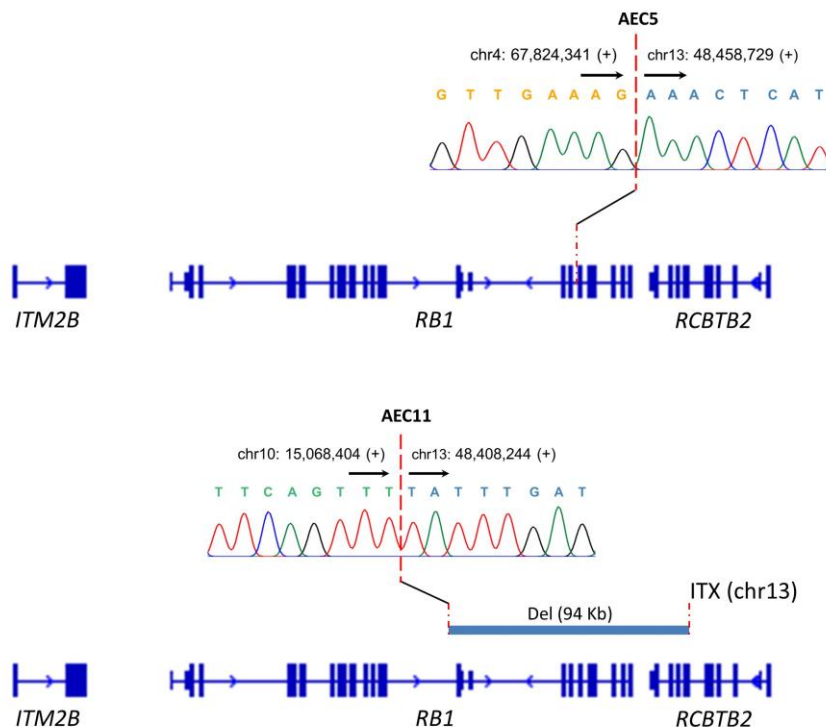 AEC5
chr4: 67,824,341 (+) chr13: 48,458,729 (+)
G T T G A A A G A A A C T C A T
ITM2B RB1 RCBTB2
AEC11
chr10: 15,068,404 (+) chr13: 48,408,244 (+)
T T C A G T T T T A T T T G A T
ITX (chr13)
Del (94 Kb)
ITM2B RB1 RCBTB2